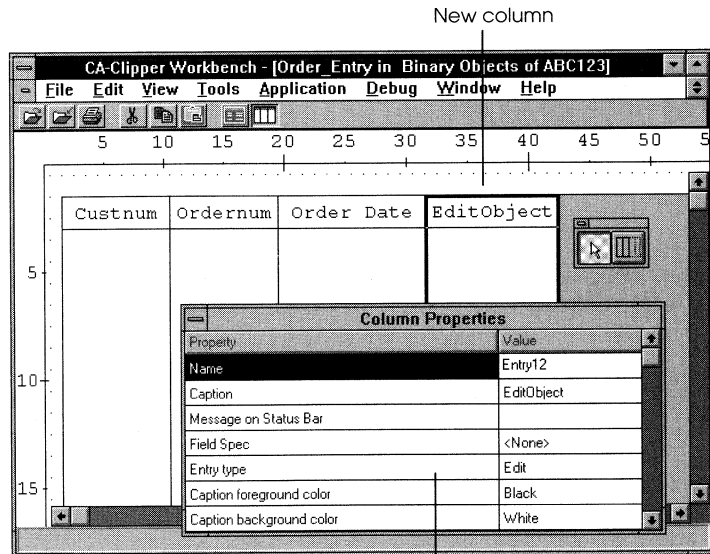 New column
CA-Clipper Workbench - [Order_Entry in Binary Objects of ABC123]
File Edit View Tools Application Debug Window Help
5 10 15 20 25 30 35 40 45 50 5
Custnum Ordernum Order Date EditObject
5
10
15
Column Properties
Property Value
Name Entry12
Caption EditObject
Message on Status Bar
Field Spec <None>
Entry type Edit
Caption foreground color Black
Caption background color White